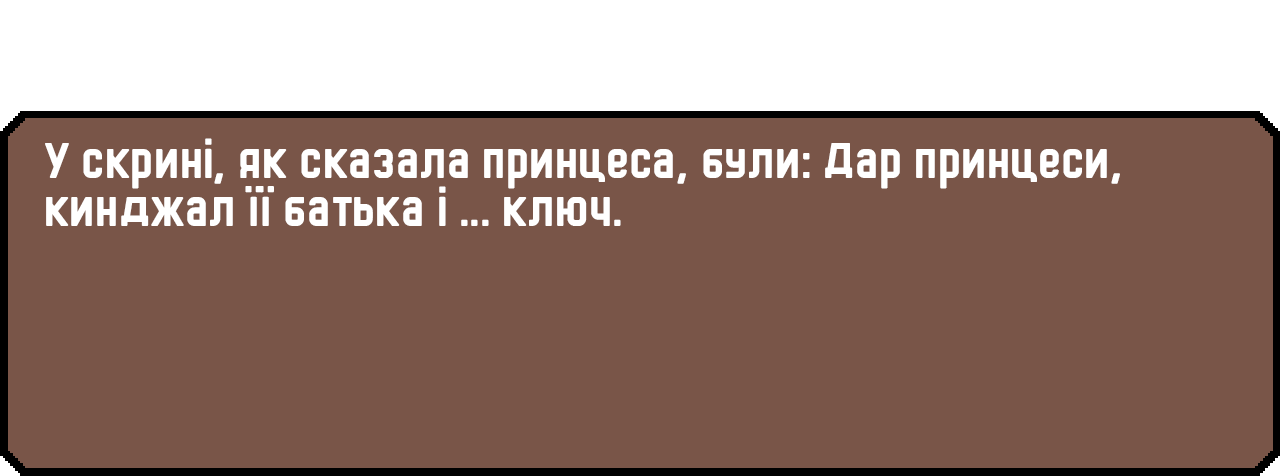 У скрині, як сказала принцеса, були: Дар принцеси,
кинджал її батька і ... ключ.